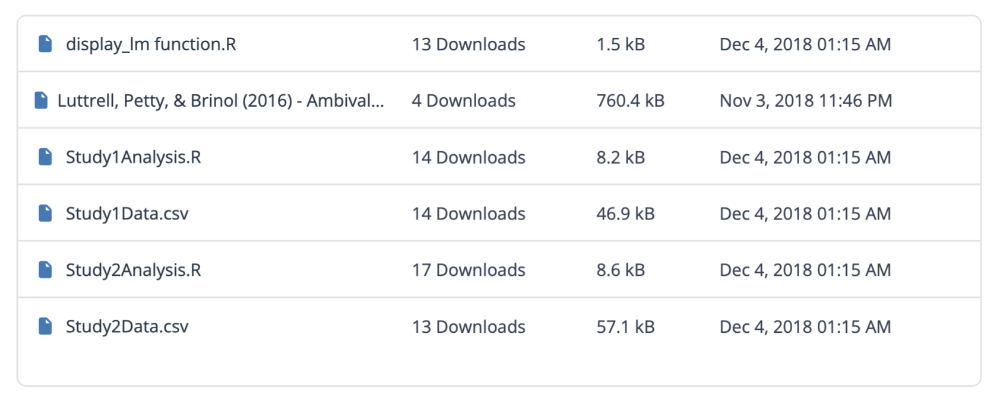 display_lm function.R 13 Downloads 1.5 kB Dec 4, 2018 01:15 AM
Luttrell, Petty, & Brinol (2016) - Ambival... 4 Downloads 760.4 kB Nov 3, 2018 11:46 PM
Study1Analysis.R 14 Downloads 8.2 kB Dec 4, 2018 01:15 AM
Study1Data.csv 14 Downloads 46.9 kB Dec 4, 2018 01:15 AM
Study2Analysis.R 17 Downloads 8.6 kB Dec 4, 2018 01:15 AM
Study2Data.csv 13 Downloads 57.1 kB Dec 4, 2018 01:15 AM